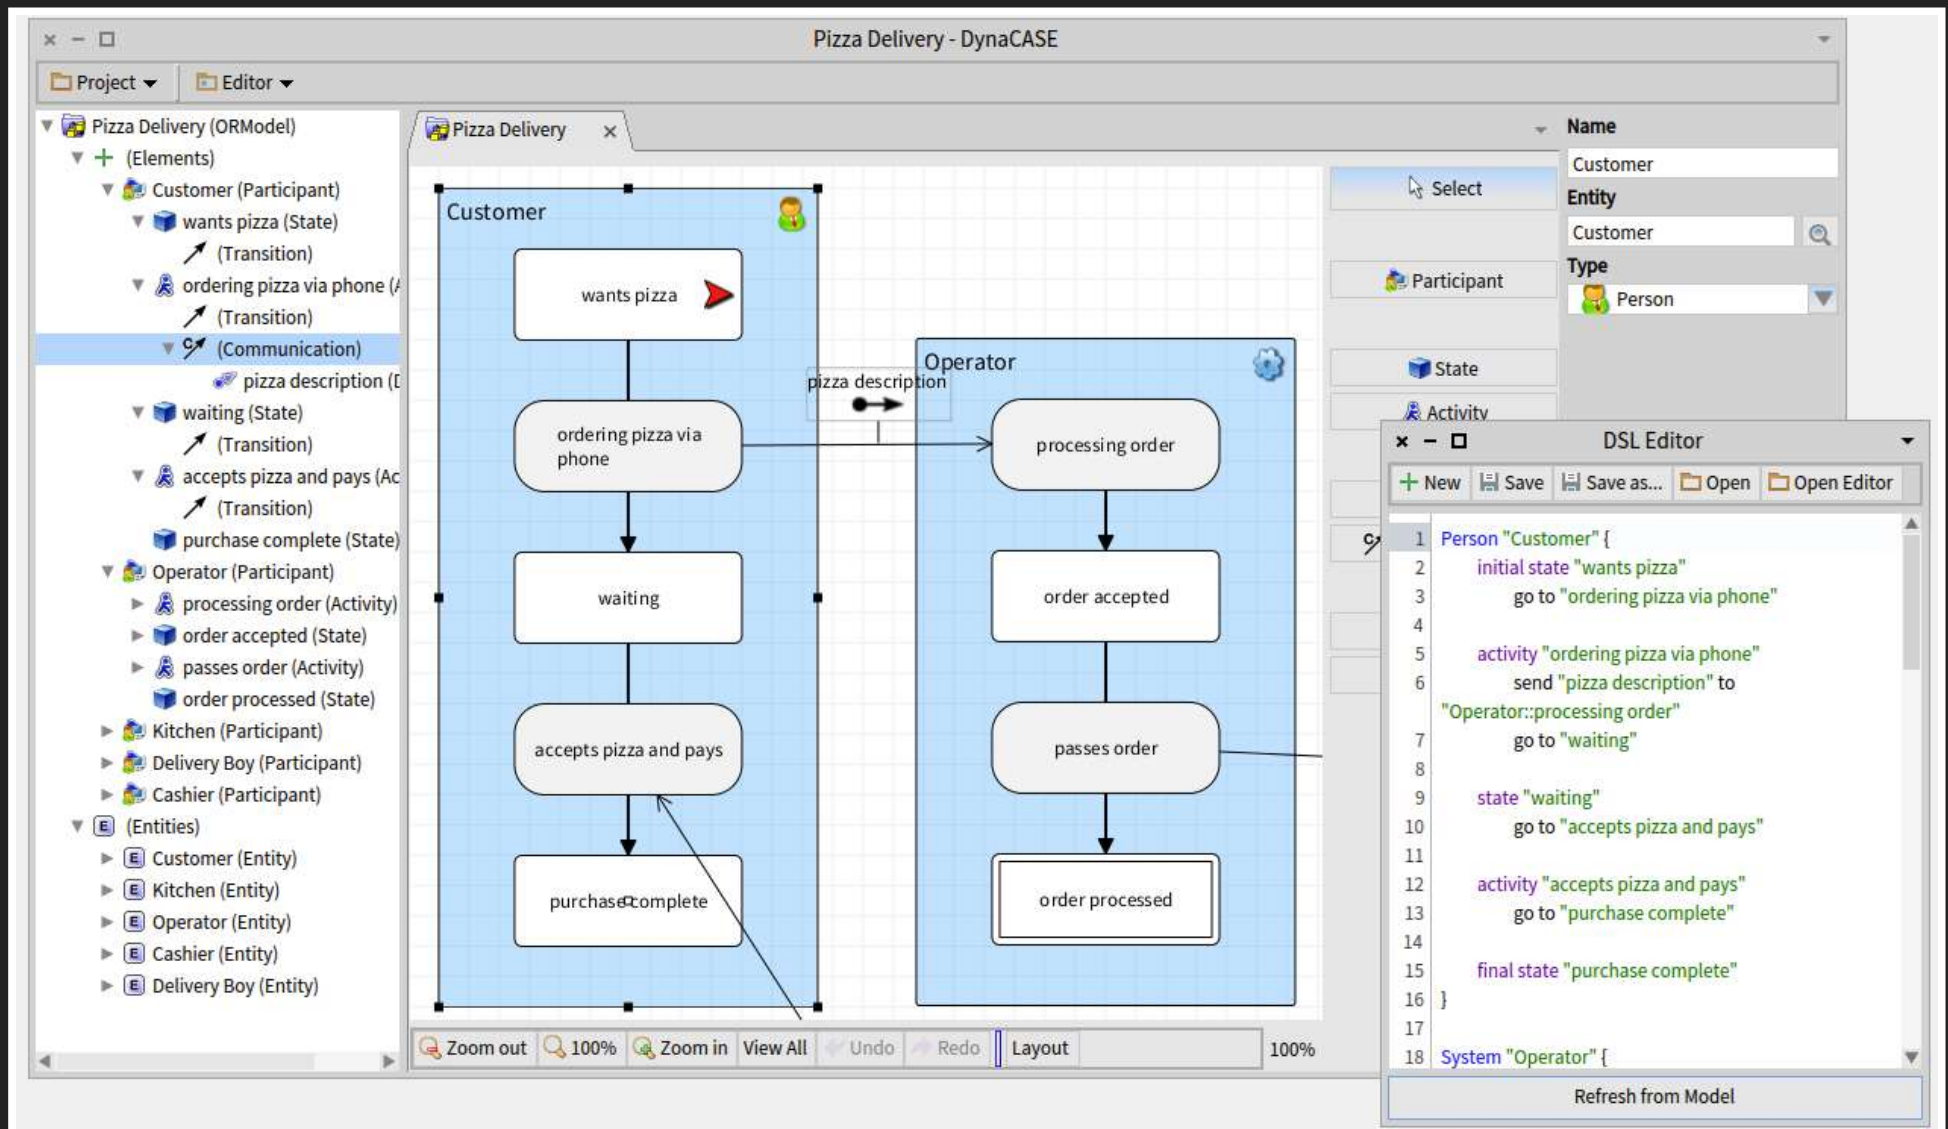 Pizza Delivery - DynaCASE
Project
Editor
Pizza Delivery (ORModel)
(Elements)
Customer (Participant)
wants pizza (State)
(Transition)
ordering pizza via phone (A
(Transition)
(Communication)
pizza description (D
waiting (State)
(Transition)
accepts pizza and pays (Ac
(Transition)
purchase complete (State)
Operator (Participant)
processing order (Activity)
order accepted (State)
passes order (Activity)
order processed (State)
Kitchen (Participant)
Delivery Boy (Participant)
Cashier (Participant)
(Entities)
Customer (Entity)
Kitchen (Entity)
Operator (Entity)
Cashier (Entity)
Delivery Boy (Entity)
Pizza Delivery
Customer
wants pizza
ordering pizza via
phone
waiting
accepts pizza and pays
purchase complete
pizza description
Operator
processing order
order accepted
passes order
order processed
Zoom out
100%
Zoom in
View All
Undo
Redo
Layout
100%
Select
Participant
State
Activity
Name
Customer
Entity
Customer
Type
Person
DSL Editor
New
Save
Save as...
Open
Open Editor
1 Person "Customer" {
2 initial state "wants pizza"
3 go to "ordering pizza via phone"
4
5 activity "ordering pizza via phone"
6 send "pizza description" to
"Operator::processing order"
7 go to "waiting"
8
9 state "waiting"
10 go to "accepts pizza and pays"
11
12 activity "accepts pizza and pays"
13 go to "purchase complete"
14
15 final state "purchase complete"
16 }
17
18 System "Operator" {
Refresh from Model